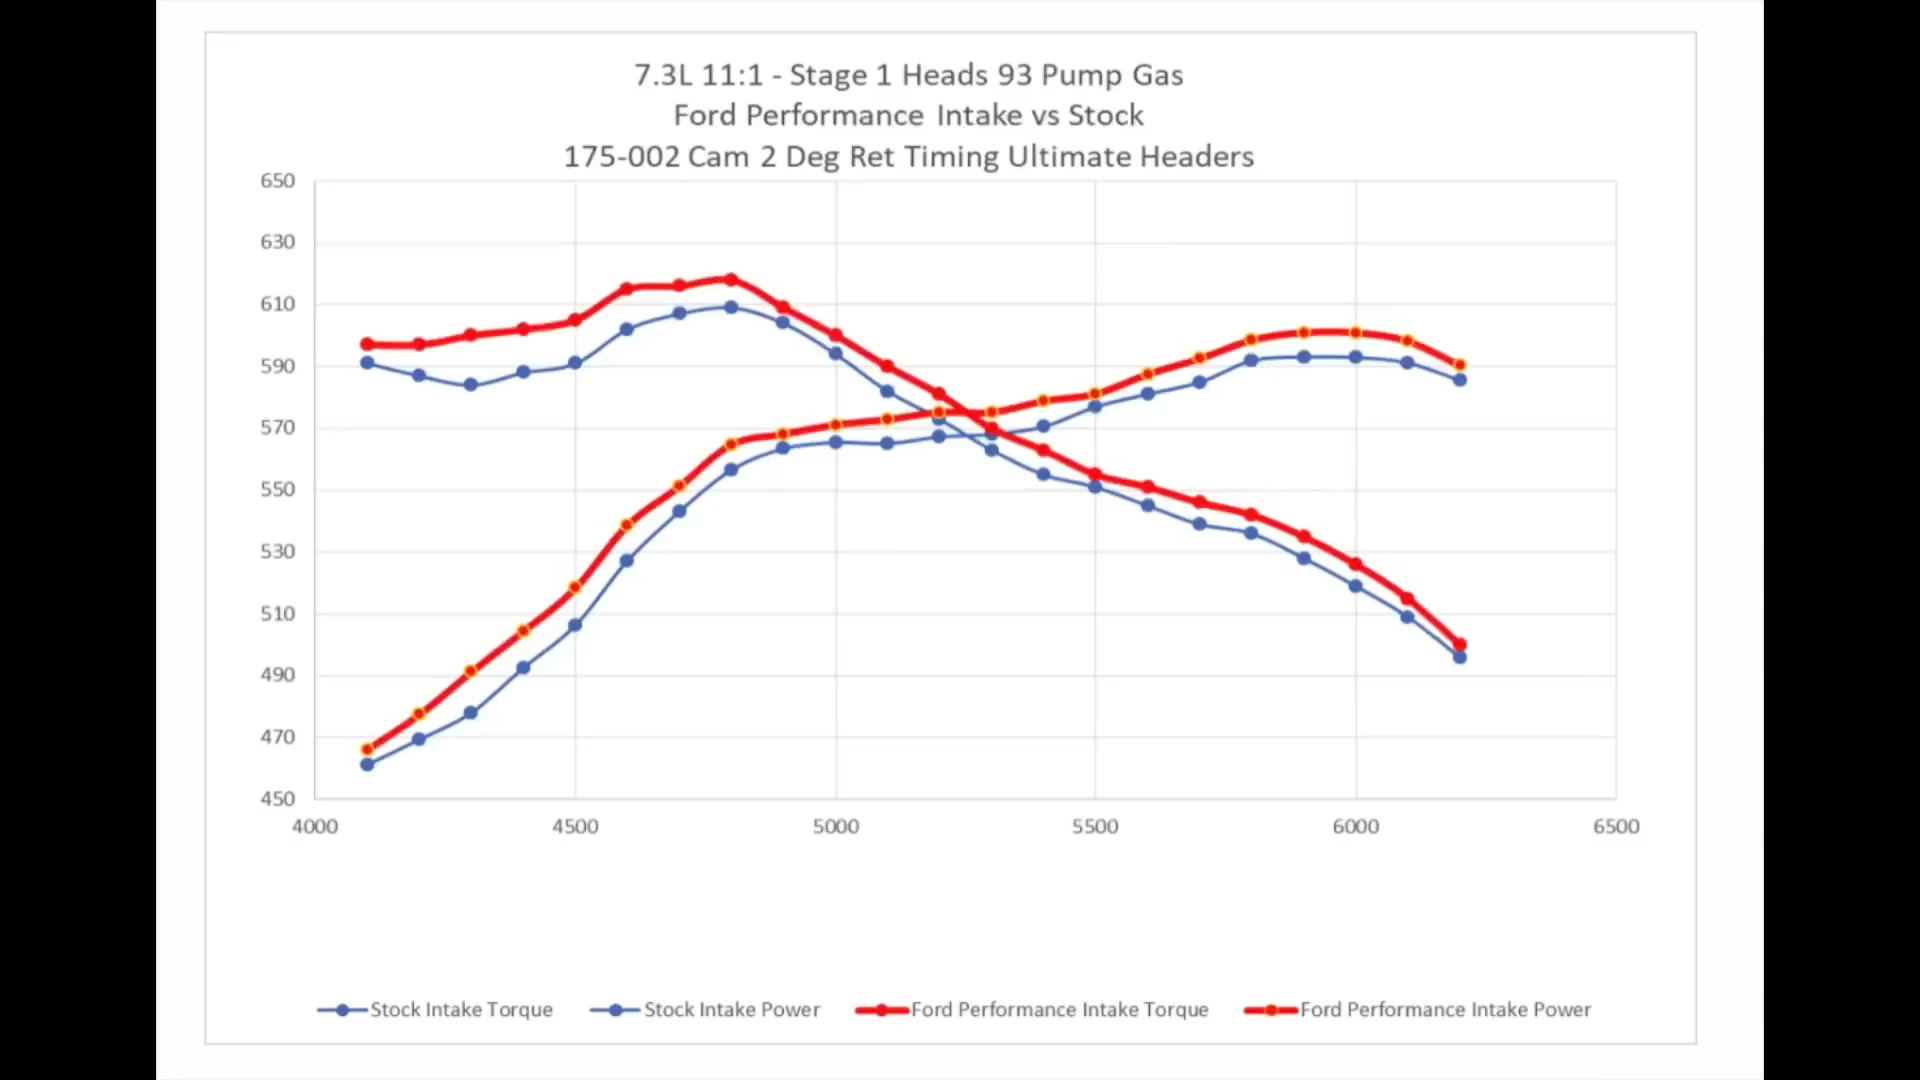 7.3L 11:1 - Stage 1 Heads 93 Pump Gas
Ford Performance Intake vs Stock
175-002 Cam 2 Deg Ret Timing Ultimate Headers
650
630
610
590
570
550
530
510
490
470
450
4000 4500 5000 5500 6000 6500
Stock Intake Torque Stock Intake Power Ford Performance Intake Torque Ford Performance Intake Power